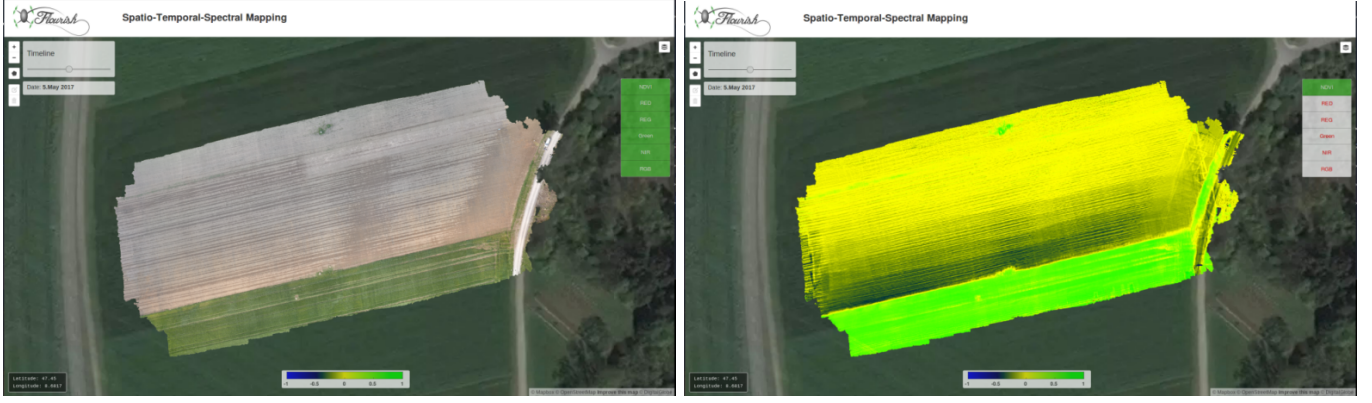 Flourish
Spatio-Temporal-Spectral Mapping
+
-
Timeline
Date: 5.May 2017
NDVI
RED
REG
Green
NIR
RGB
-1 -0.5 0 0.5 1
Latitude: 47.45
Longitude: 8.6817
Flourish
Spatio-Temporal-Spectral Mapping
+
-
Timeline
Date: 5.May 2017
NDVI
RED
REG
Green
NIR
RGB
-1 -0.5 0 0.5 1
Latitude: 47.45
Longitude: 8.6817